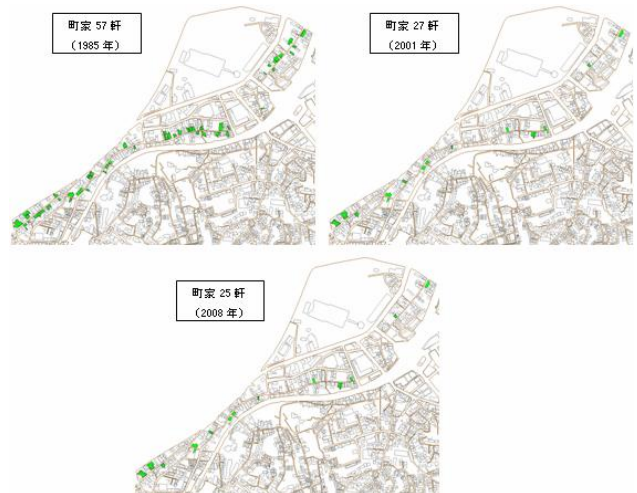 町家 57 軒
（1985 年）
町家 27 軒
（2001 年）
町家 25 軒
（2008 年）